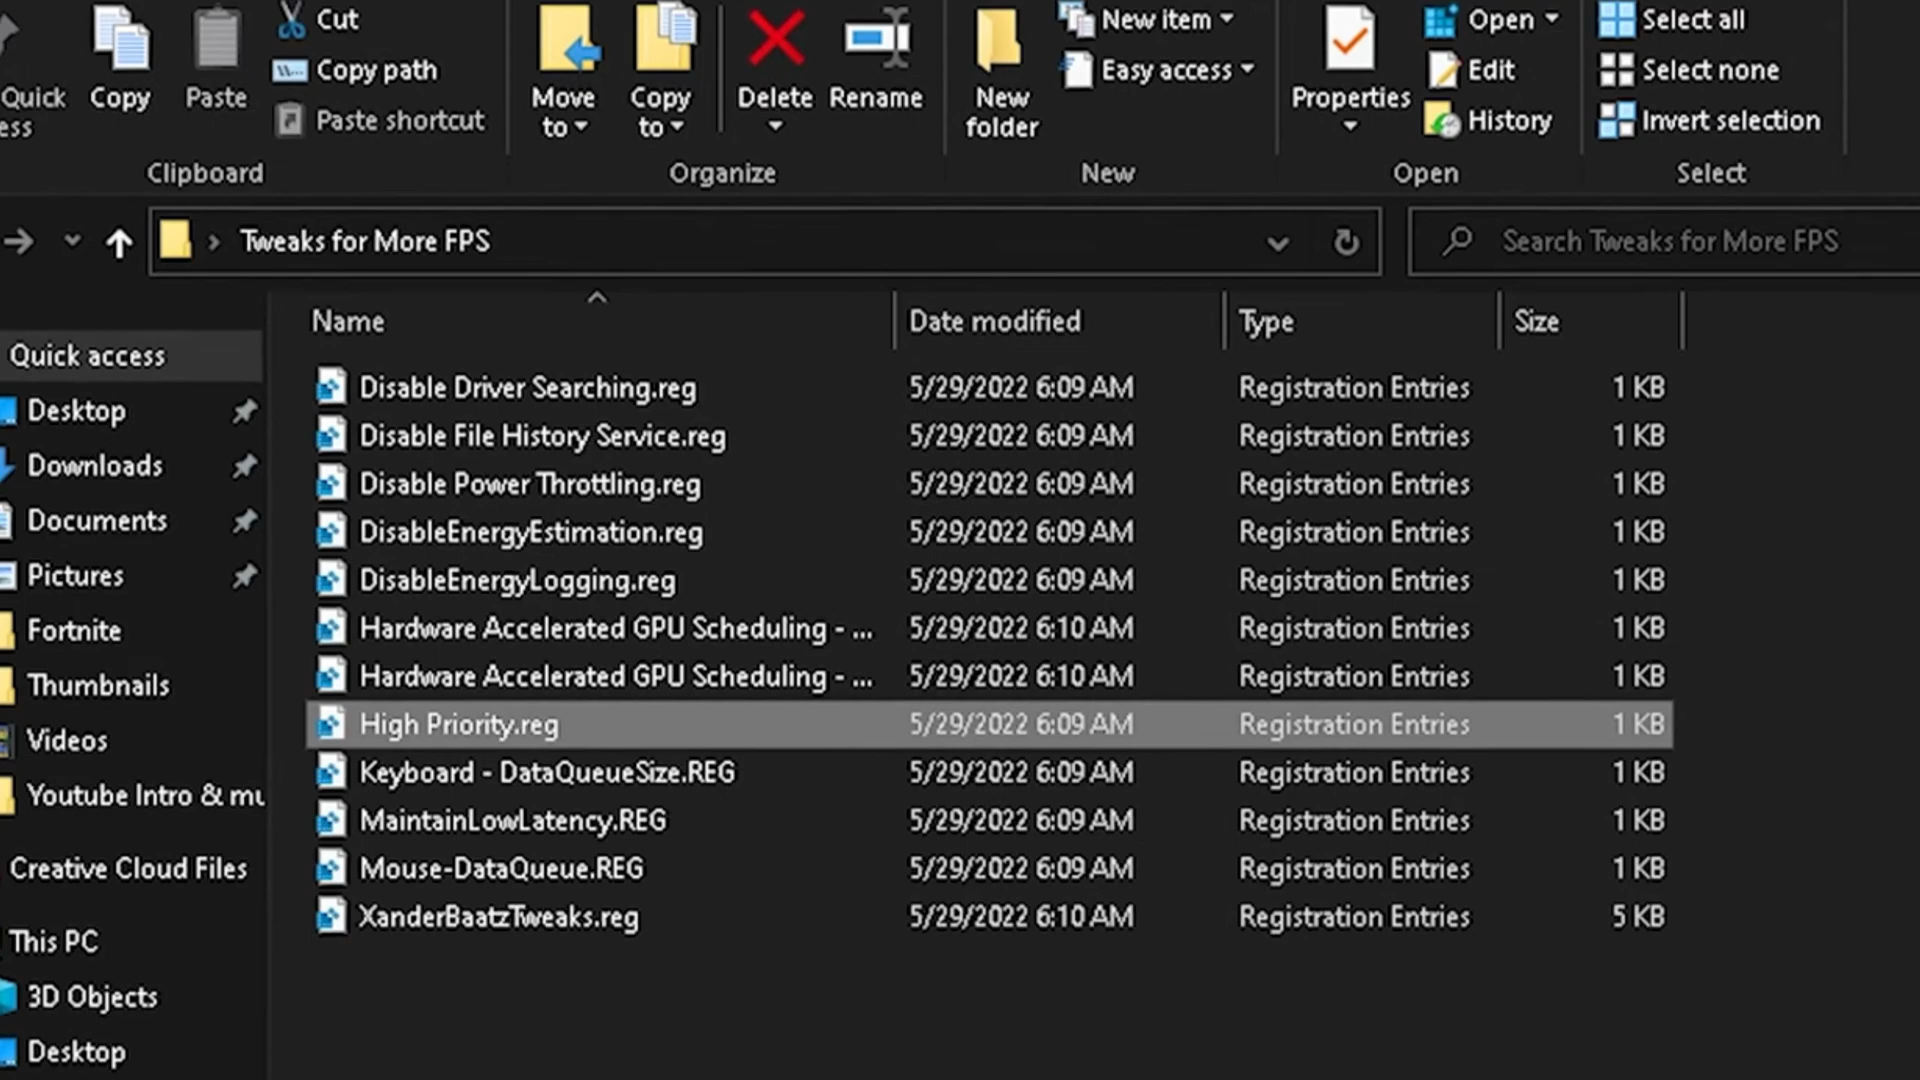 Cut
Copy path
Paste shortcut
Quick
ess
Copy
Paste
Clipboard
Move
to
Copy
to
Delete
Rename
Organize
New
folder
New item
Easy access
New
Properties
Open
Edit
History
Open
Select all
Select none
Invert selection
Select
Tweaks for More FPS
Search Tweaks for More FPS
Name Date modified Type Size
Quick access
Desktop
Downloads
Documents
Pictures
Fortnite
Thumbnails
Videos
Youtube Intro & mu
Creative Cloud Files
This PC
3D Objects
Desktop
Disable Driver Searching.reg 5/29/2022 6:09 AM Registration Entries 1 KB
Disable File History Service.reg 5/29/2022 6:09 AM Registration Entries 1 KB
Disable Power Throttling.reg 5/29/2022 6:09 AM Registration Entries 1 KB
DisableEnergyEstimation.reg 5/29/2022 6:09 AM Registration Entries 1 KB
DisableEnergyLogging.reg 5/29/2022 6:09 AM Registration Entries 1 KB
Hardware Accelerated GPU Scheduling - ... 5/29/2022 6:10 AM Registration Entries 1 KB
Hardware Accelerated GPU Scheduling - ... 5/29/2022 6:10 AM Registration Entries 1 KB
High Priority.reg 5/29/2022 6:09 AM Registration Entries 1 KB
Keyboard - DataQueueSize.REG 5/29/2022 6:09 AM Registration Entries 1 KB
MaintainLowLatency.REG 5/29/2022 6:09 AM Registration Entries 1 KB
Mouse-DataQueue.REG 5/29/2022 6:09 AM Registration Entries 1 KB
XanderBaatzTweaks.reg 5/29/2022 6:10 AM Registration Entries 5 KB